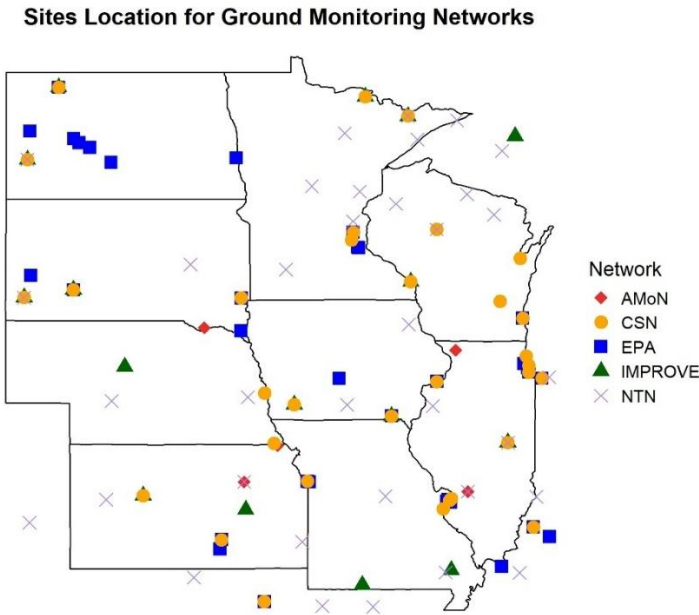 Sites Location for Ground Monitoring Networks
Network
AMoN
CSN
EPA
IMPROVE
NTN